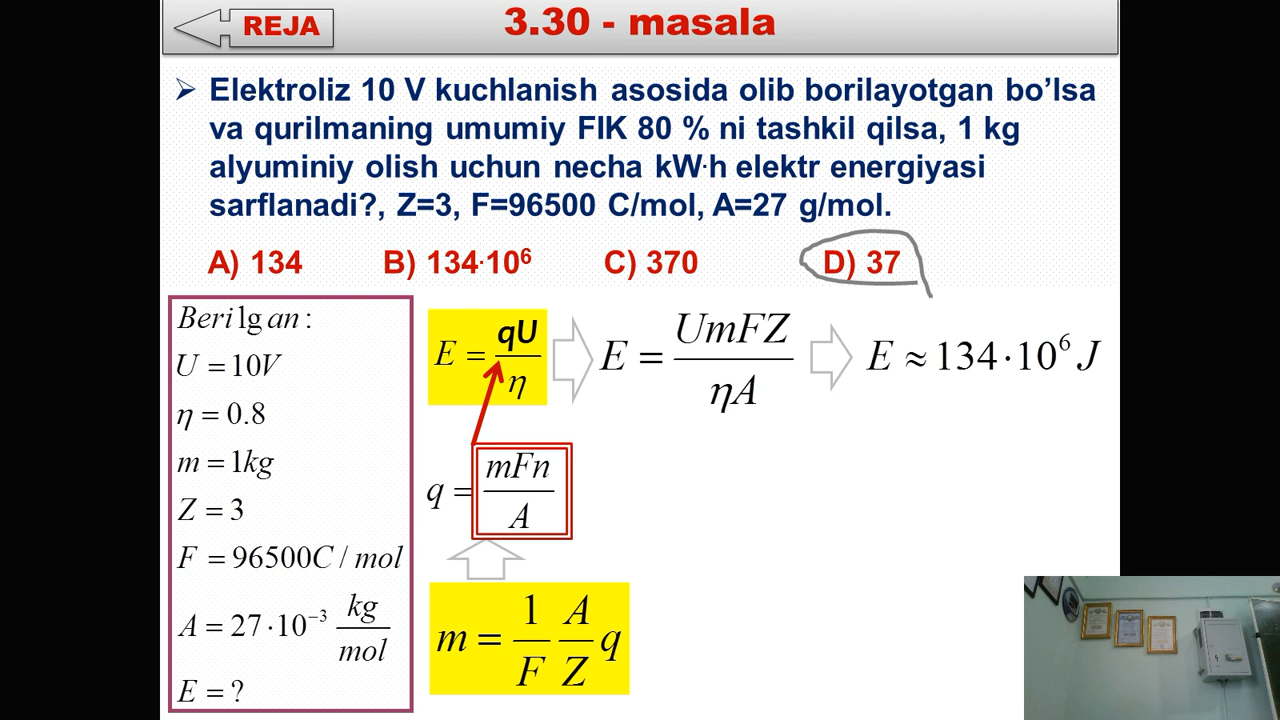 REJA
3.30 - masala
➢ Elektroliz 10 V kuchlanish asosida olib borilayotgan bo’lsa
va qurilmaning umumiy FIK 80 % ni tashkil qilsa, 1 kg
alyuminiy olish uchun necha kW·h elektr energiyasi
sarflanadi?, Z=3, F=96500 C/mol, A=27 g/mol.
A) 134 B) 134·10⁶ C) 370 D) 37
Berilgan :
U = 10V
η = 0.8
m = 1kg
Z = 3
F = 96500C / mol
A = 27·10⁻³ kg/mol
E = ?
E = qU/η
E = UmFZ/ηA
E ≈ 134·10⁶ J
q = mFn/A
m = 1/F A/Z q